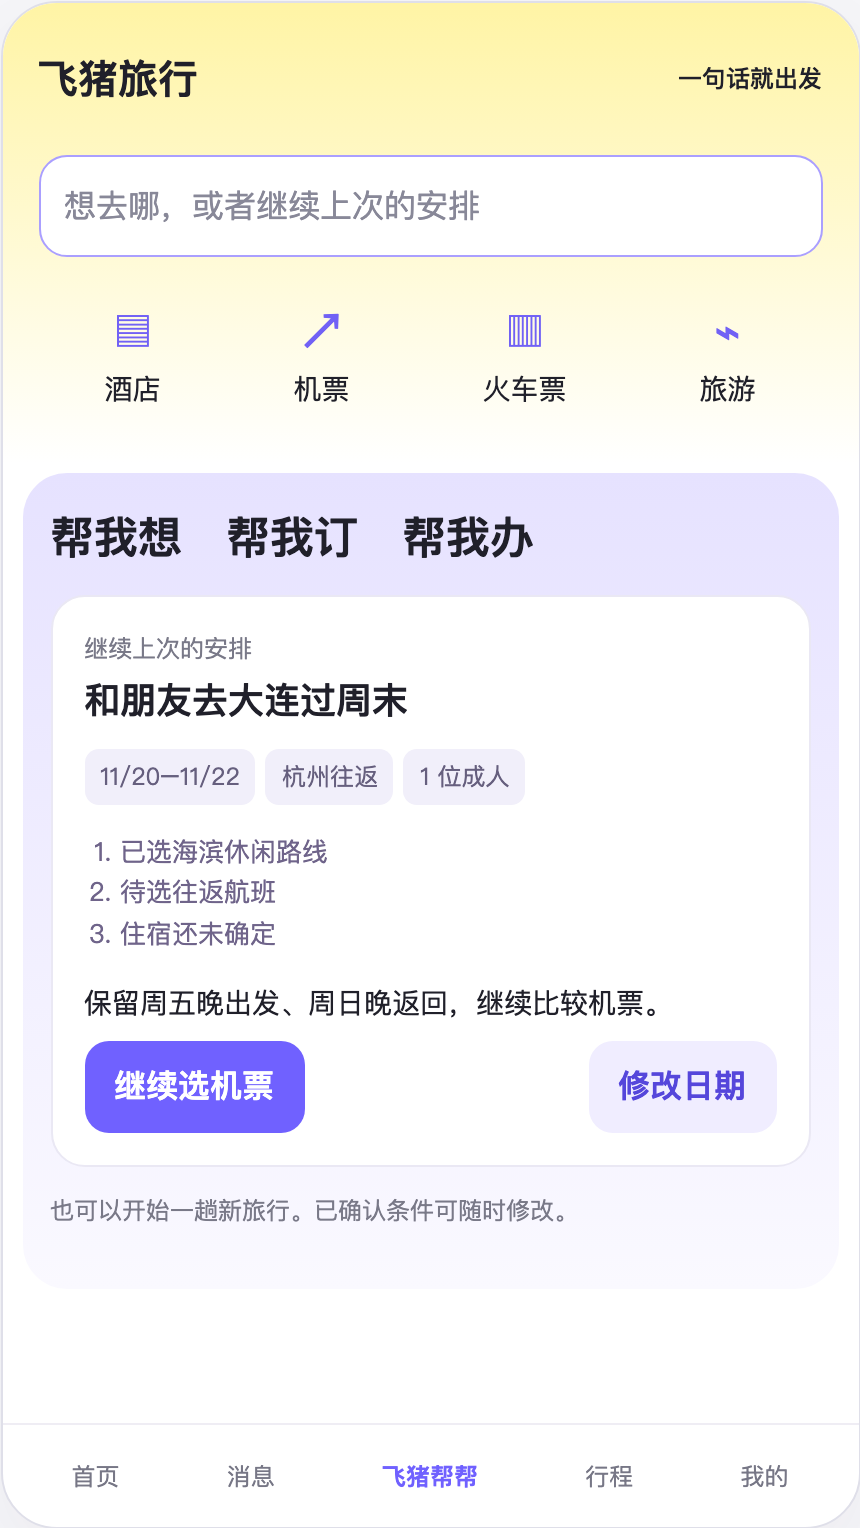 飞猪旅行
一句话就出发
想去哪，或者继续上次的安排
酒店 机票 火车票 旅游
帮我想 帮我订 帮我办
继续上次的安排
和朋友去大连过周末
11/20—11/22 杭州往返 1 位成人
1. 已选海滨休闲路线
2. 待选往返航班
3. 住宿还未确定
保留周五晚出发、周日晚返回，继续比较机票。
继续选机票 修改日期
也可以开始一趟新旅行。已确认条件可随时修改。
首页 消息 飞猪帮帮 行程 我的